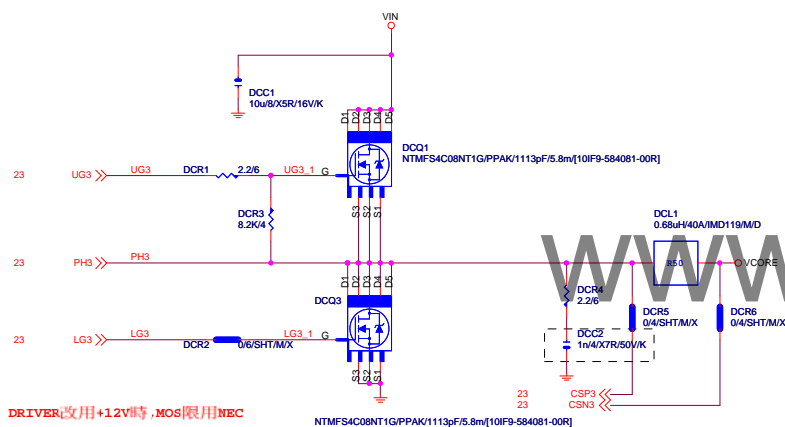 VIN
DCC1
10u/8/X5R/16V/K
D1 D2 D3 D4 D5
DCQ1
NTMFS4C08NT1G/PPAK/1113pF/5.8m/[10IF9-584081-00R]
23 UG3 UG3 DCR1 2.2/6 UG3_1 G
S3 S2 S1
DCR3
8.2K/4
DCL1
0.68uH/40A/IMD119/M/D
WWW
23 PH3 PH3 R50 VCORE
D1 D2 D3 D4 D5
DCR4
2.2/6
DCQ3
DCR5
0/4/SHT/M/X
DCR6
0/4/SHT/M/X
23 LG3 LG3 DCR2 0/6/SHT/M/X LG3_1 G
DCC2
1n/4/X7R/50V/K
S3 S2 S1
23 CSP3
23 CSN3
DRIVER改用+12V時,MOS限用NEC
NTMFS4C08NT1G/PPAK/1113pF/5.8m/[10IF9-584081-00R]